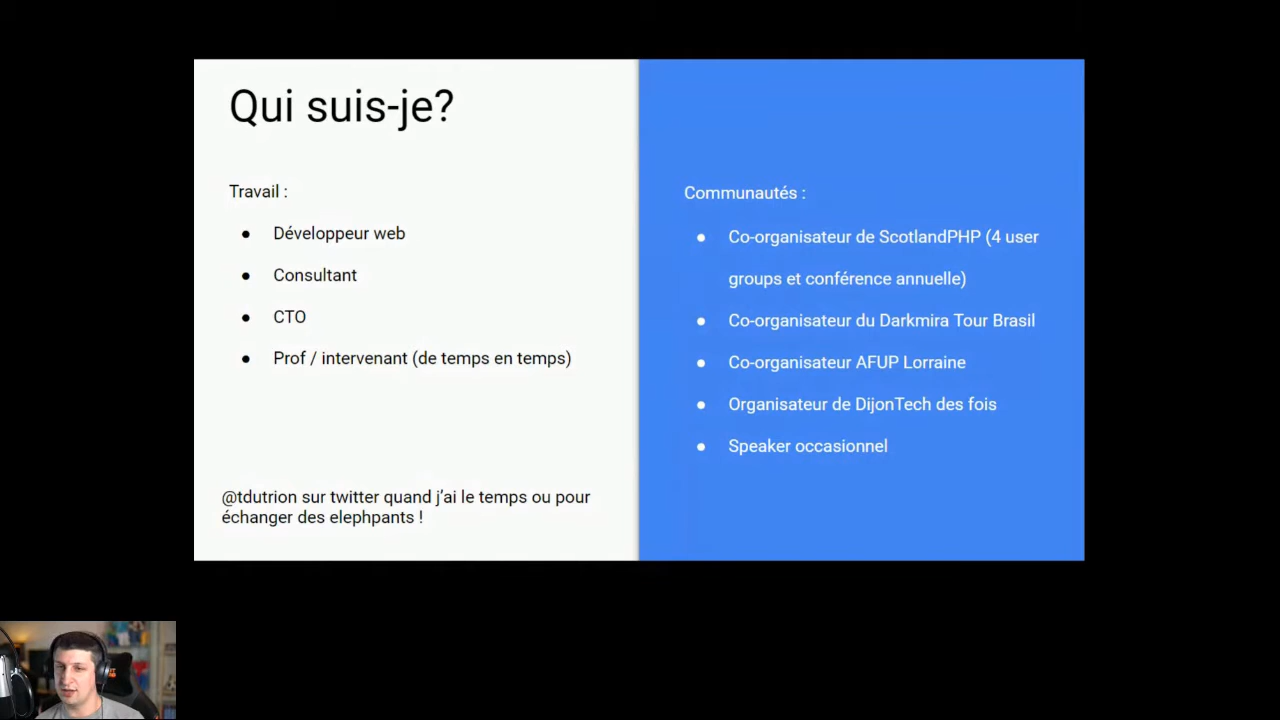 Qui suis-je?
Travail :
● Développeur web
● Consultant
● CTO
● Prof / intervenant (de temps en temps)
@tdutrion sur twitter quand j’ai le temps ou pour
échanger des elephpants !
Communautés :
● Co-organisateur de ScotlandPHP (4 user
groups et conférence annuelle)
● Co-organisateur du Darkmira Tour Brasil
● Co-organisateur AFUP Lorraine
● Organisateur de DijonTech des fois
● Speaker occasionnel